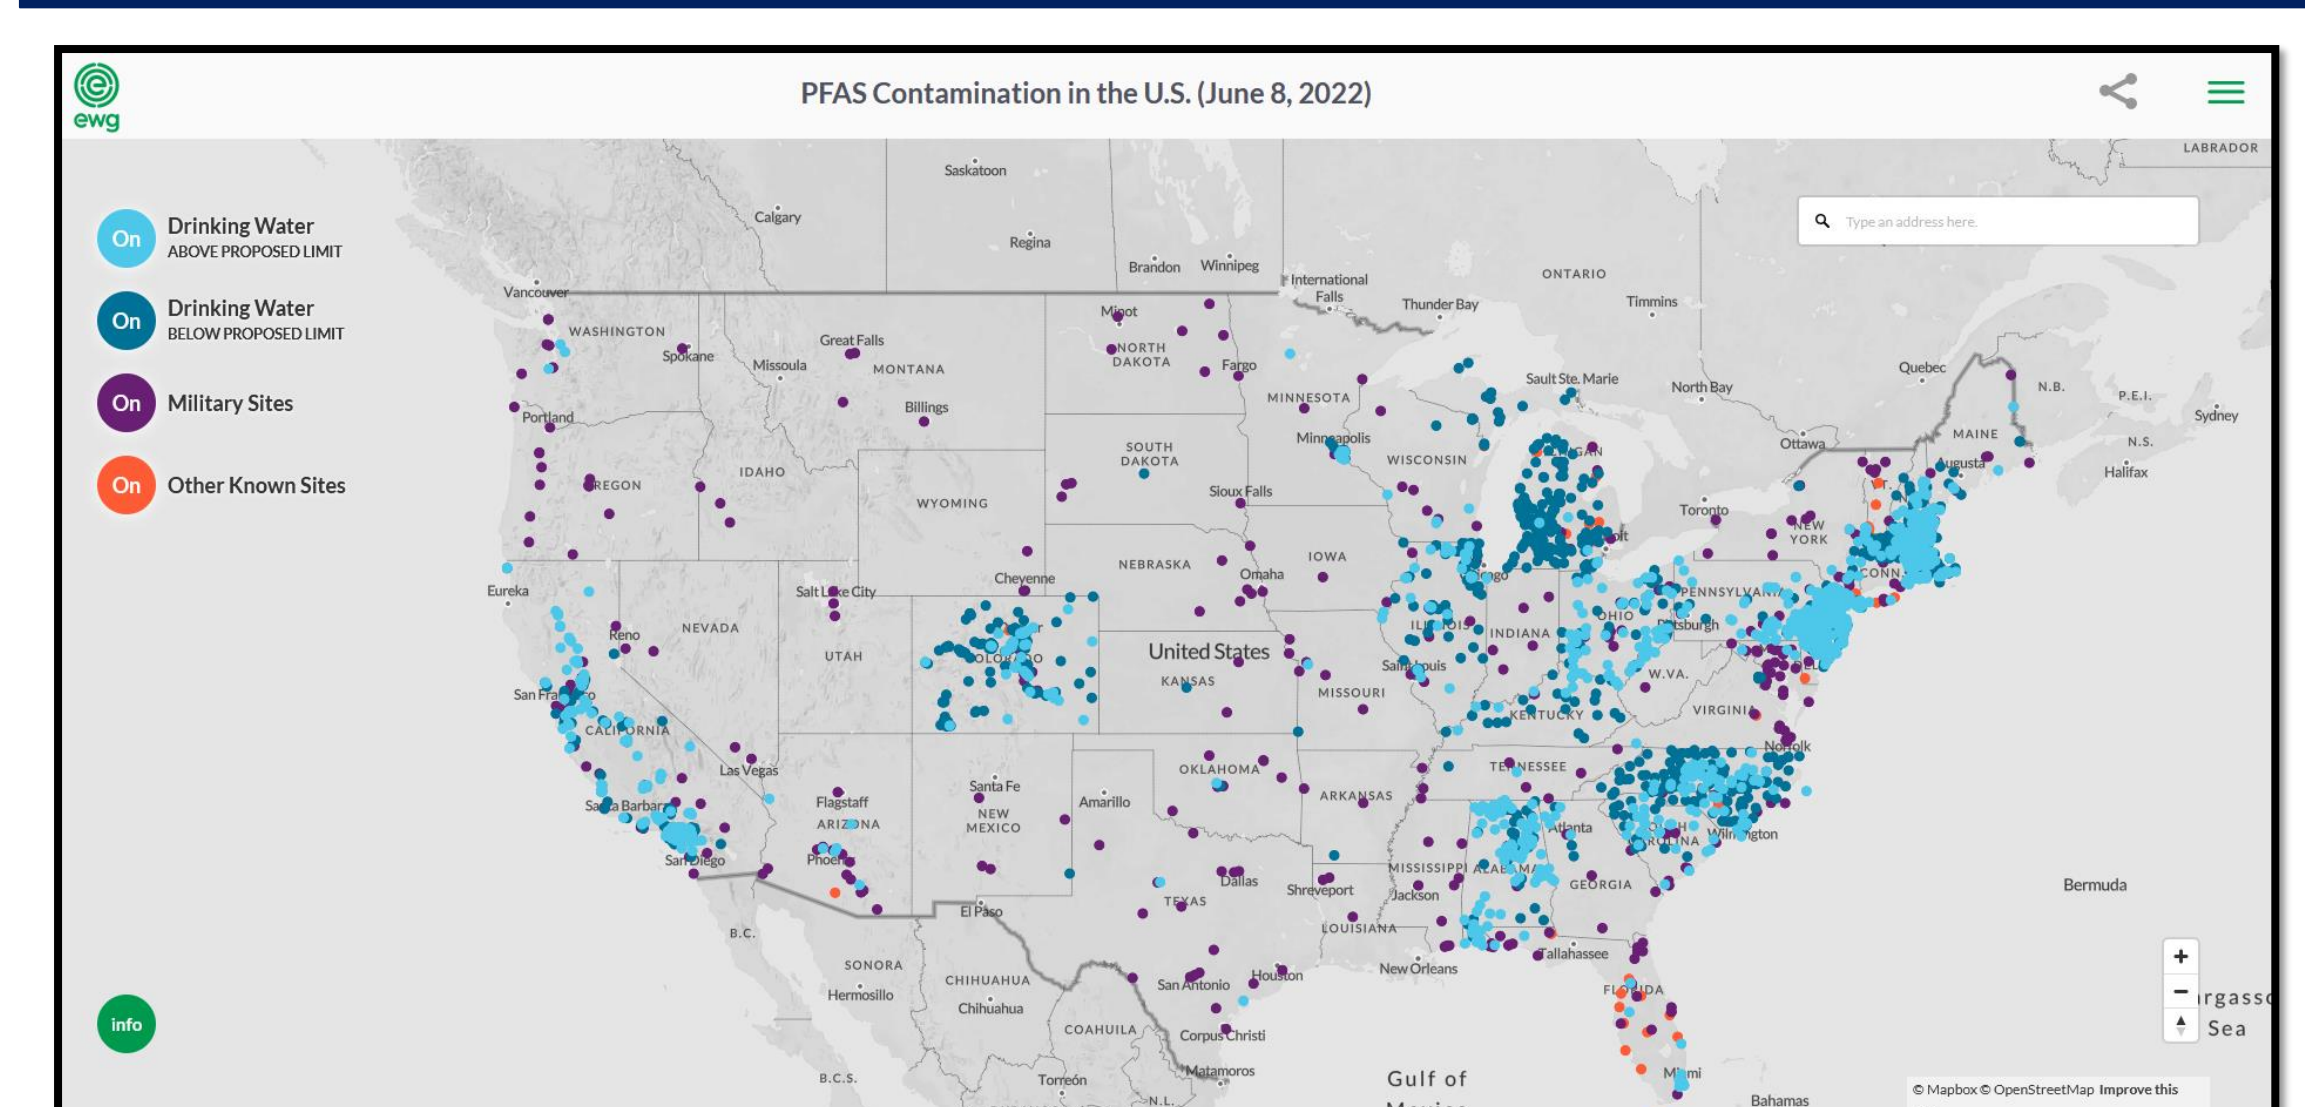 ewg
PFAS Contamination in the U.S. (June 8, 2022)
On
Drinking Water
ABOVE PROPOSED LIMIT
On
Drinking Water
BELOW PROPOSED LIMIT
On
Military Sites
On
Other Known Sites
Type an address here.
LABRADOR
Saskatoon
Calgary
Regina
Brandon
Winnipeg
International
Falls
ONTARIO
Thunder Bay
Timmins
Vancouver
WASHINGTON
Spokane
Great Falls
Missoula
MONTANA
Billings
Minot
NORTH
DAKOTA
Fargo
MINNESOTA
Minneapolis
Sault Ste. Marie
North Bay
Quebec
N.B.
P.E.I.
Sydney
Portland
IDAHO
SOUTH
DAKOTA
WISCONSIN
Ottawa
MAINE
N.S.
Augusta
Halifax
WYOMING
Sioux Falls
Toronto
NEW
YORK
VT.
Eureka
Salt Lake City
Cheyenne
NEBRASKA
Omaha
IOWA
CONN.
Reno
NEVADA
UTAH
United States
KANSAS
INDIANA
OHIO
W.VA.
MISSOURI
CALIFORNIA
KENTUCKY
VIRGINIA
Norfolk
Las Vegas
Flagstaff
ARIZONA
Santa Fe
NEW
MEXICO
Amarillo
OKLAHOMA
ARKANSAS
TENNESSEE
Atlanta
Wilmington
San Diego
Dallas
Shreveport
MISSISSIPPI
Jackson
GEORGIA
Bermuda
El Paso
TEXAS
LOUISIANA
New Orleans
Tallahassee
B.C.
SONORA
Hermosillo
CHIHUAHUA
Chihuahua
San Antonio
Houston
FLORIDA
COAHUILA
Corpus Christi
Matamoros
Miami
B.C.S.
Torreón
N.L.
Gulf of
Bahamas
Sea
info
© Mapbox © OpenStreetMap Improve this